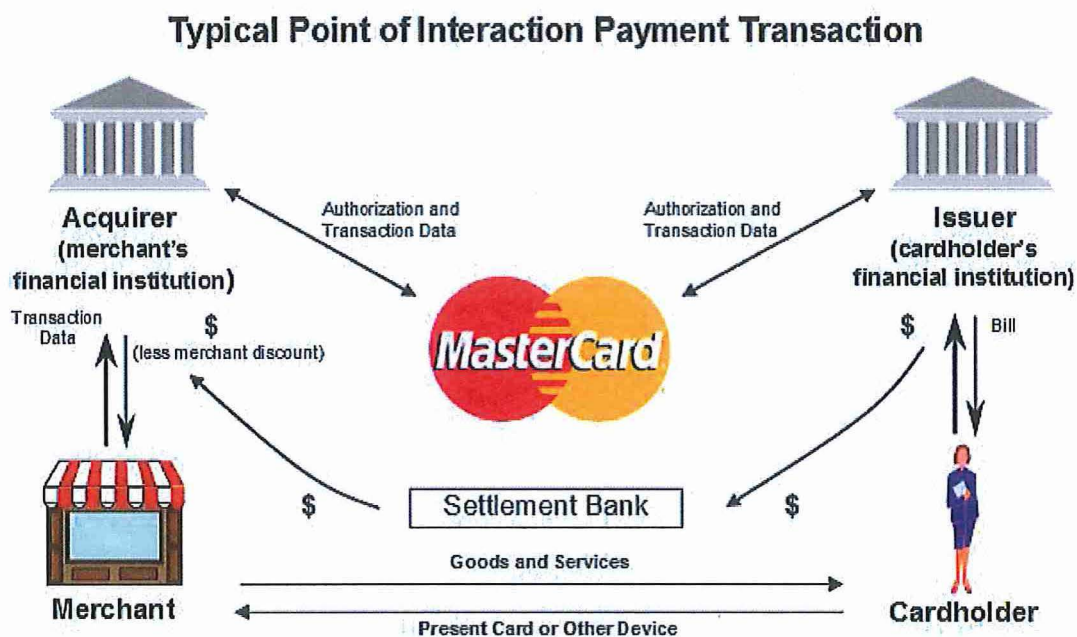 Typical Point of Interaction Payment Transaction
Acquirer
(merchant's
financial institution)
Authorization and
Transaction Data
Authorization and
Transaction Data
Issuer
(cardholder's
financial institution)
MasterCard
Transaction
Data
$
(less merchant discount)
$
Bill
$
Settlement Bank
$
Goods and Services
Merchant
Cardholder
Present Card or Other Device